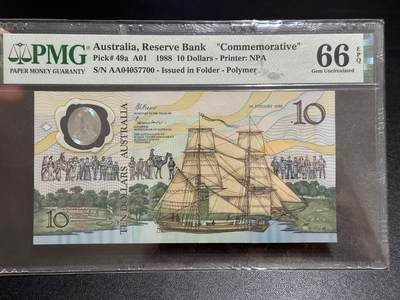 PMG
PAPER MONEY GUARANTY
Australia, Reserve Bank "Commemorative"
Pick# 49a A01 1988 10 Dollars - Printer: NPA
S/N AA04057700 - Issued in Folder - Polymer
66 EPQ
Gem Uncirculated
10
TEN DOLLARS AUSTRALIA
10